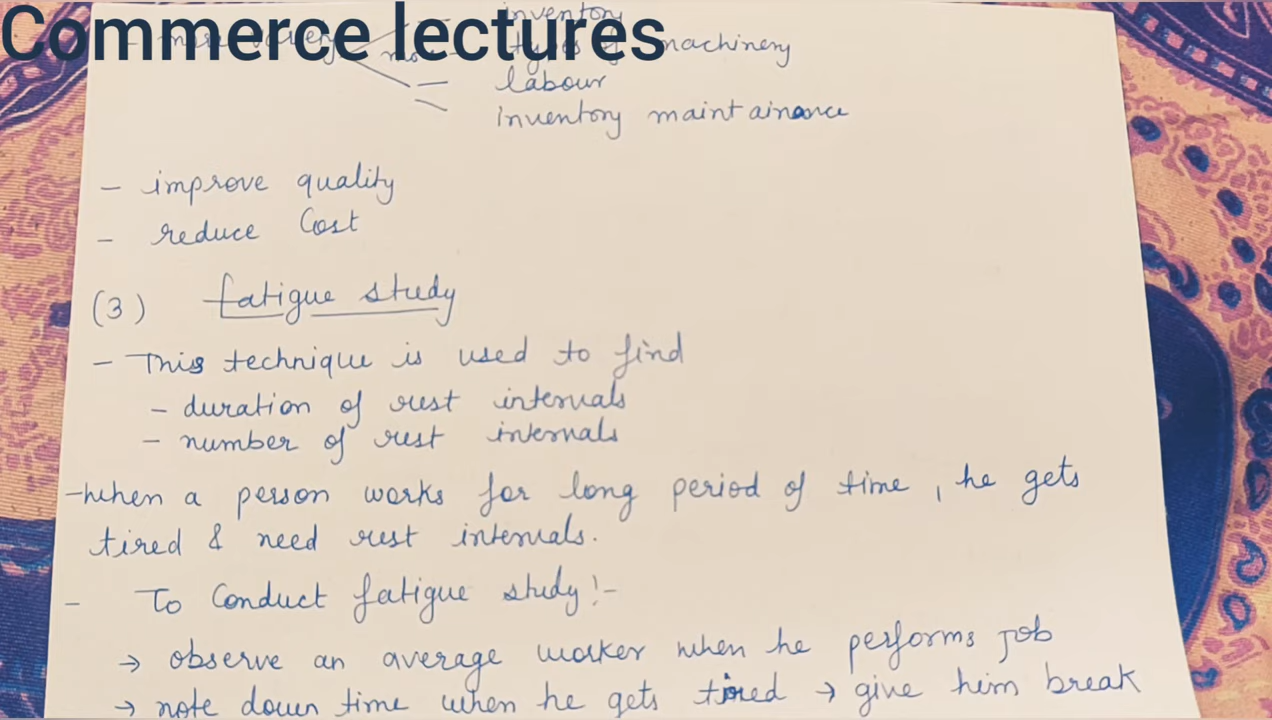 Commerce lectures
inventory
types of machinery
labour
inventory maintainance
- improve quality
- reduce Cost
(3) fatigue study
- This technique is used to find
- duration of rest intervals
- number of rest intervals
- when a person works for long period of time, he gets
tired & need rest intervals.
- To Conduct fatigue study:-
→ observe an average worker when he performs Job
→ note down time when he gets tired → give him break